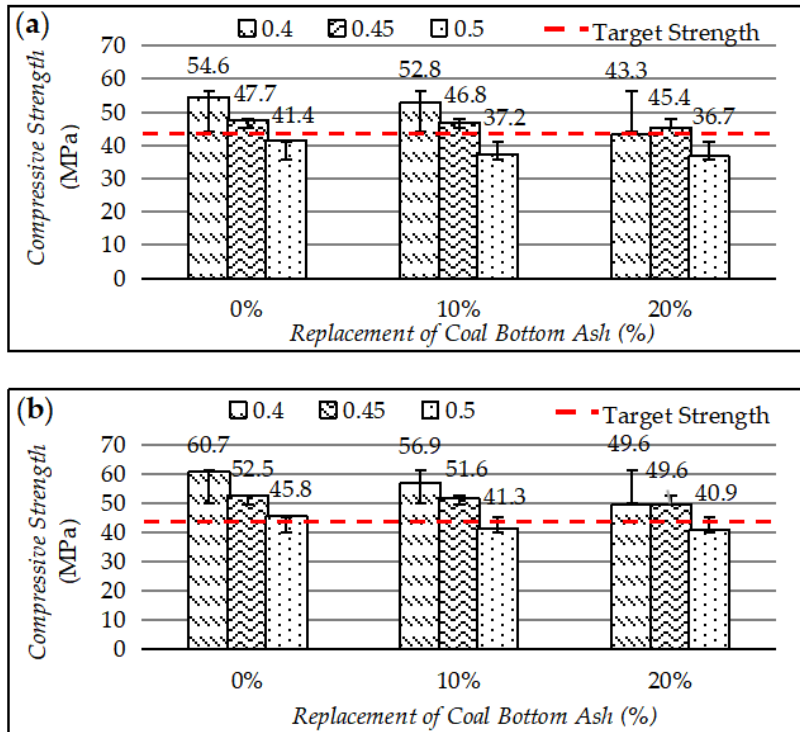 (a) 0.4 0.45 0.5 Target Strength
Compressive Strength
(MPa)
70
60
50
40
30
20
10
0
54.6 47.7 41.4 52.8 46.8 37.2 43.3 45.4 36.7
0% 10% 20%
Replacement of Coal Bottom Ash (%)
(b) 0.4 0.45 0.5 Target Strength
Compressive Strength
(MPa)
70
60
50
40
30
20
10
0
60.7 52.5 45.8 56.9 51.6 41.3 49.6 49.6 40.9
0% 10% 20%
Replacement of Coal Bottom Ash (%)